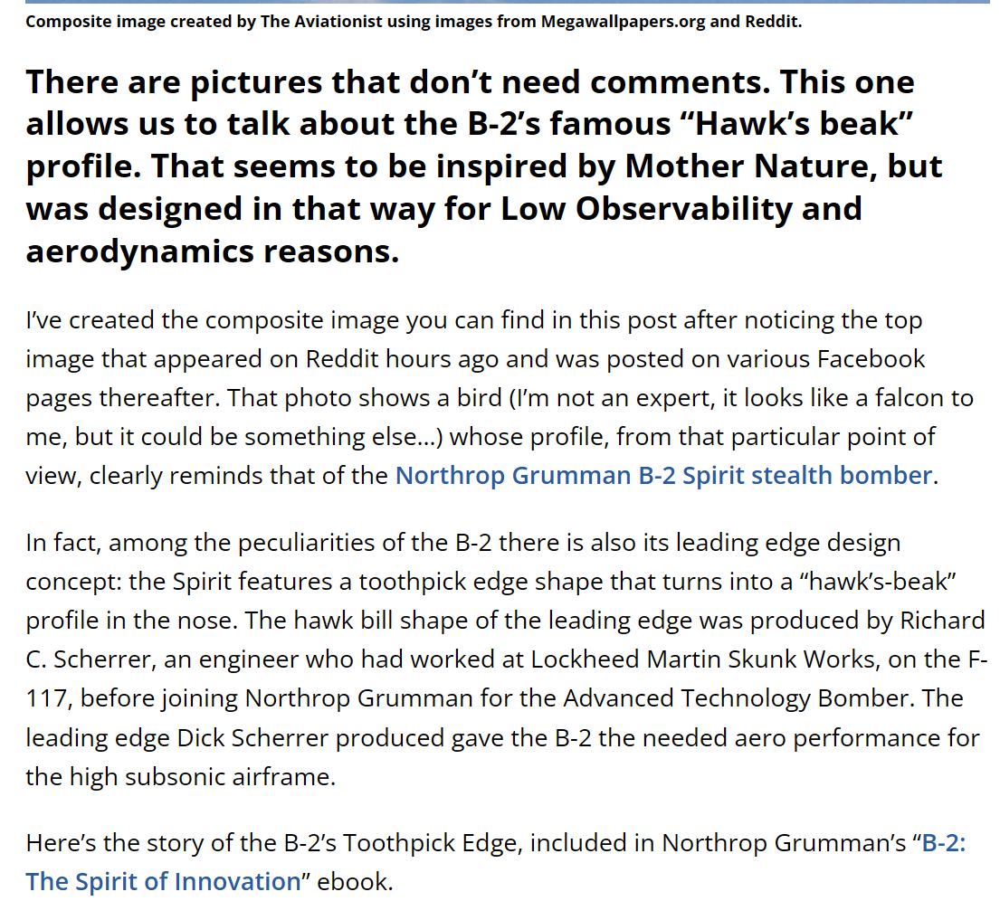 Composite image created by The Aviationist using images from Megawallpapers.org and Reddit.
There are pictures that don’t need comments. This one
allows us to talk about the B-2’s famous “Hawk’s beak”
profile. That seems to be inspired by Mother Nature, but
was designed in that way for Low Observability and
aerodynamics reasons.
I’ve created the composite image you can find in this post after noticing the top
image that appeared on Reddit hours ago and was posted on various Facebook
pages thereafter. That photo shows a bird (I’m not an expert, it looks like a falcon to
me, but it could be something else…) whose profile, from that particular point of
view, clearly reminds that of the Northrop Grumman B-2 Spirit stealth bomber.
In fact, among the peculiarities of the B-2 there is also its leading edge design
concept: the Spirit features a toothpick edge shape that turns into a “hawk’s-beak”
profile in the nose. The hawk bill shape of the leading edge was produced by Richard
C. Scherrer, an engineer who had worked at Lockheed Martin Skunk Works, on the F-
117, before joining Northrop Grumman for the Advanced Technology Bomber. The
leading edge Dick Scherrer produced gave the B-2 the needed aero performance for
the high subsonic airframe.
Here’s the story of the B-2’s Toothpick Edge, included in Northrop Grumman’s “B-2:
The Spirit of Innovation” ebook.